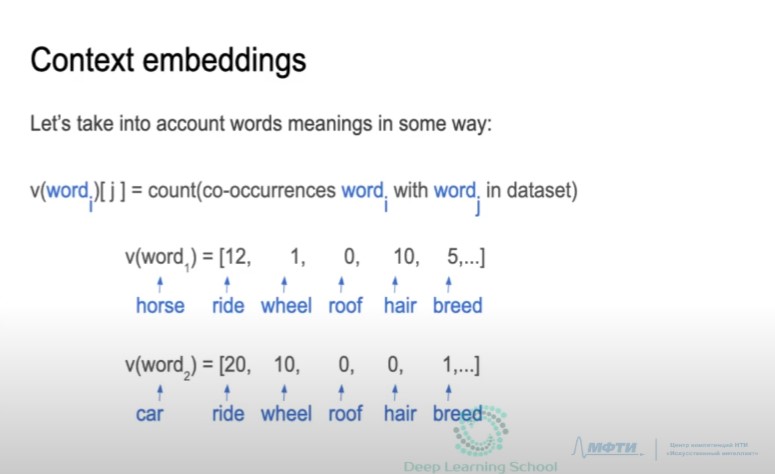 Context embeddings
Let's take into account words meanings in some way:
v(word_i)[ j ] = count(co-occurrences word_i with word_j in dataset)
v(word_1) = [12, 1, 0, 10, 5,...]
horse ride wheel roof hair breed
v(word_2) = [20, 10, 0, 0, 1,...]
car ride wheel roof hair breed
Deep Learning School
МФТИ
Центр компетенций НТИ
«Искусственный интеллект»